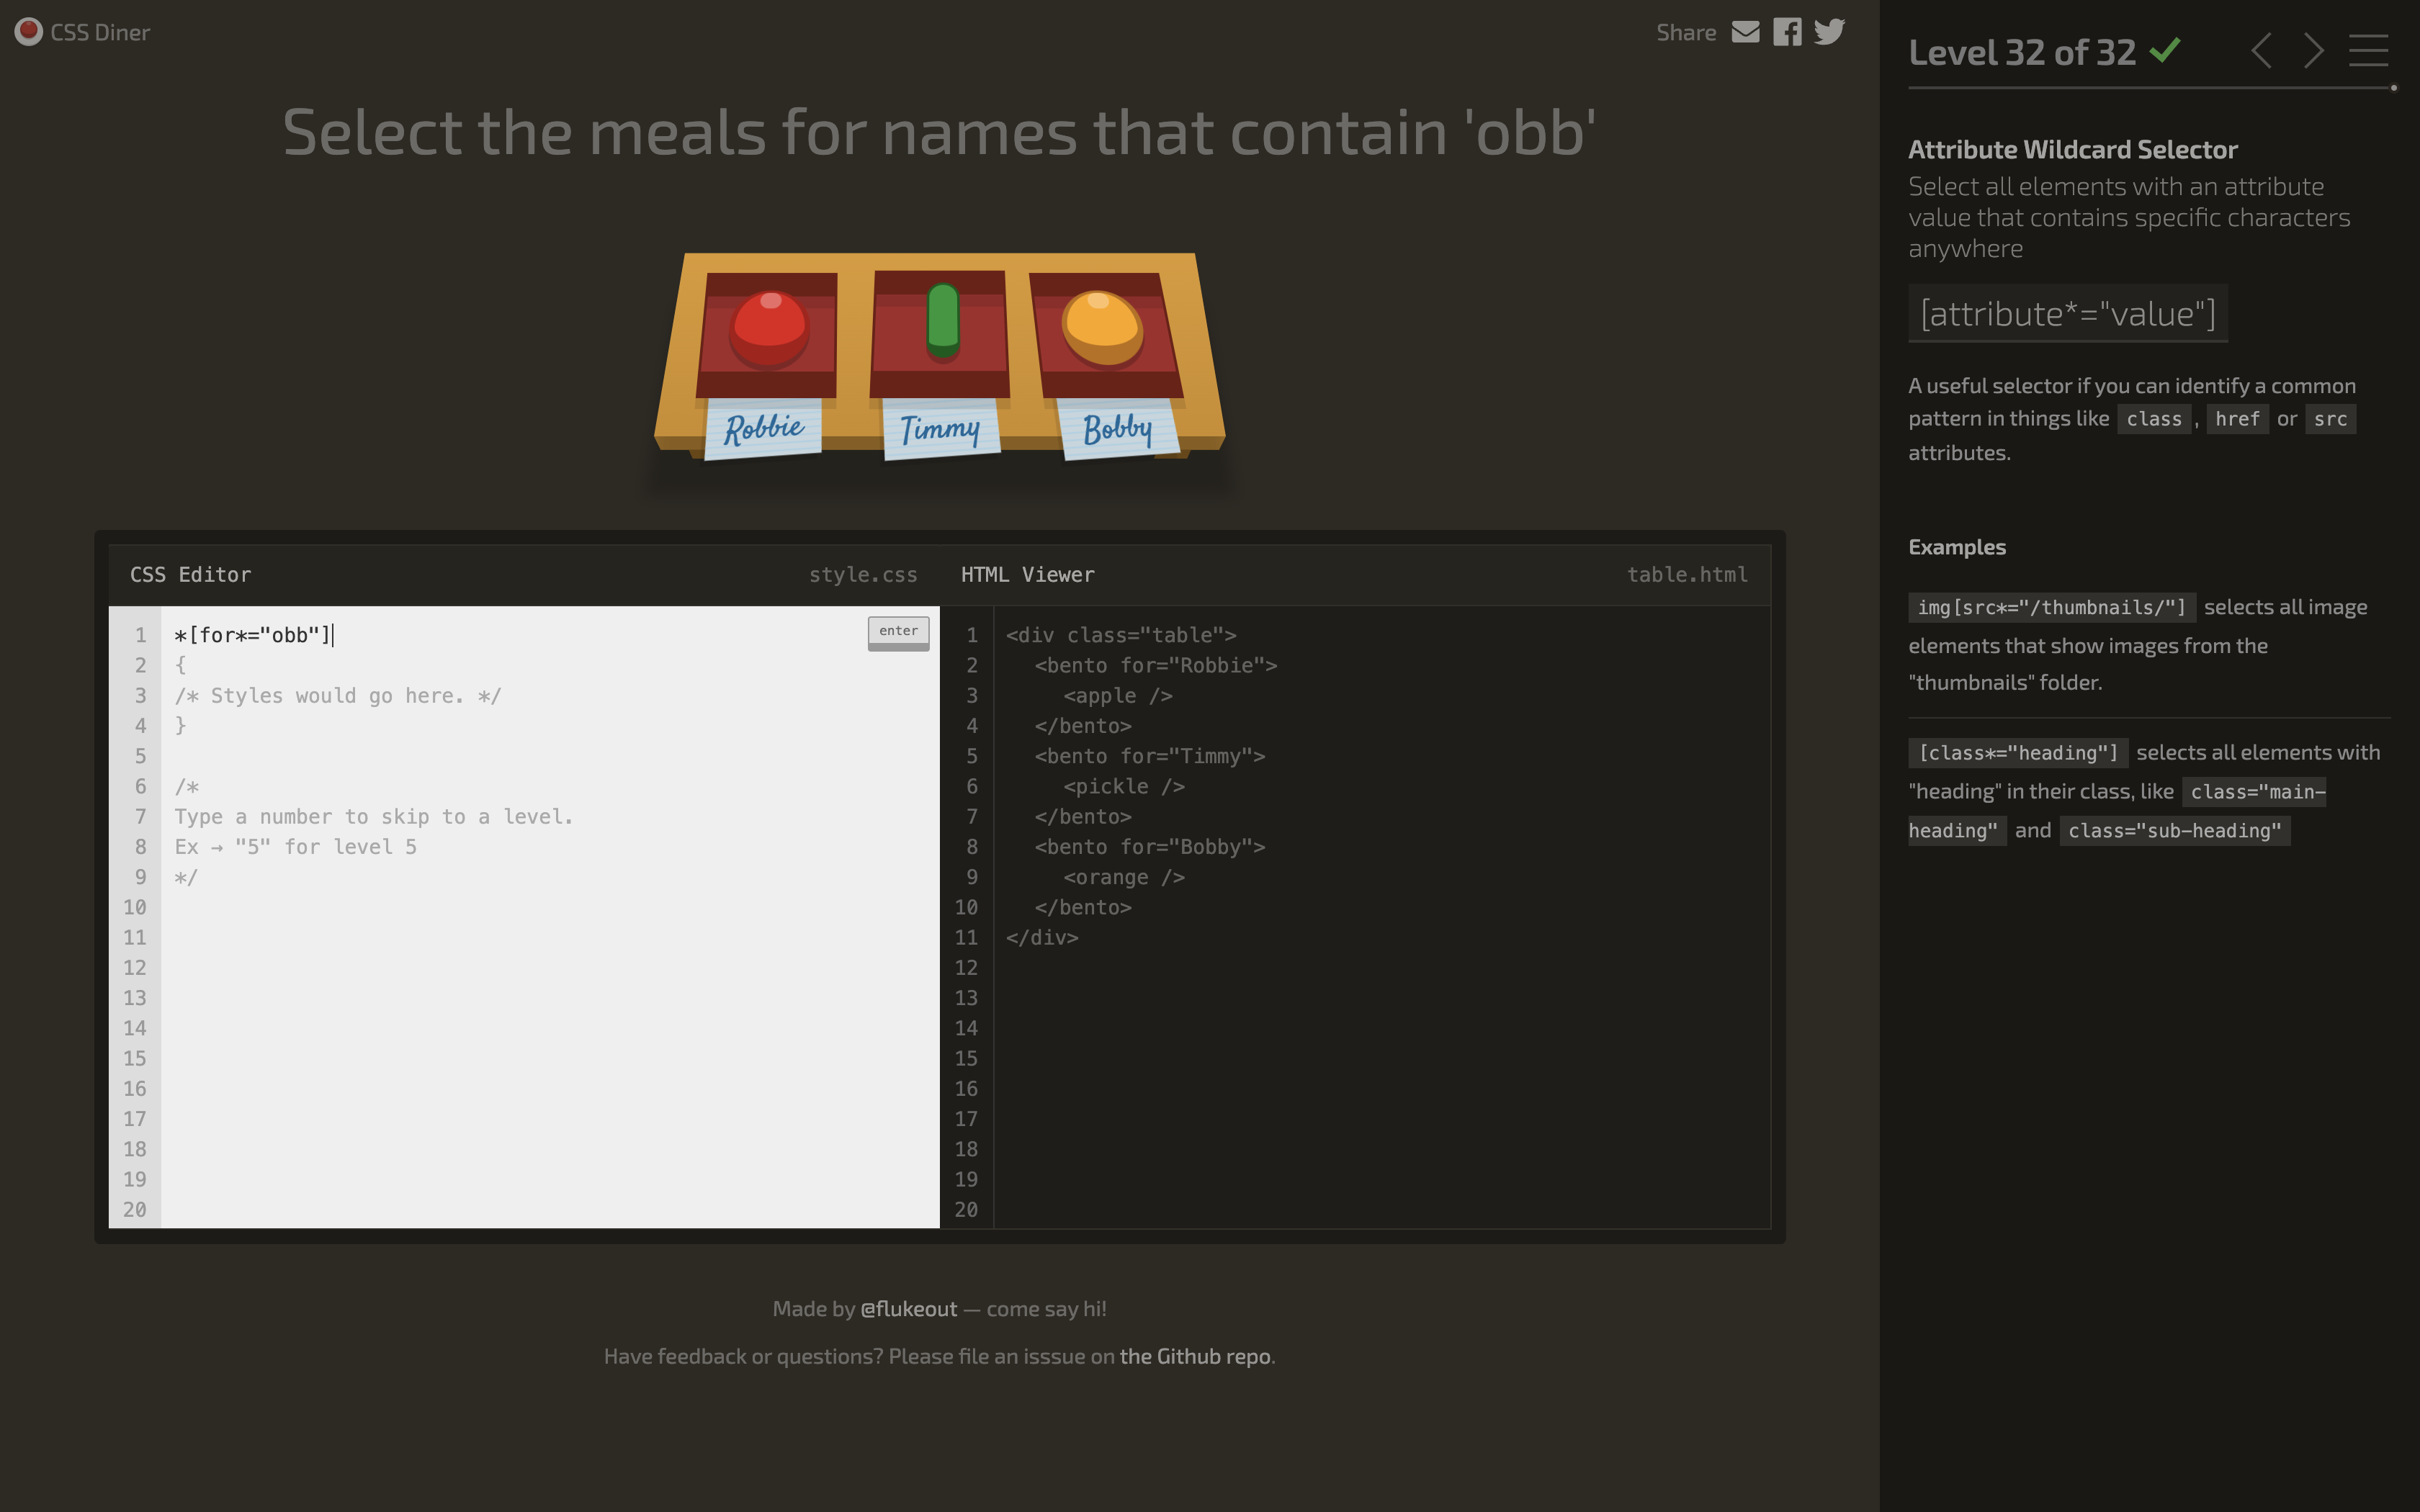 CSS Diner
Share
Select the meals for names that contain 'obb'
Robbie
Timmy
Bobby
CSS Editor
style.css
HTML Viewer
table.html
enter
1 *[for*="obb"]
2 {
3 /* Styles would go here. */
4 }
5
6 /*
7 Type a number to skip to a level.
8 Ex → "5" for level 5
9 */
10
11
12
13
14
15
16
17
18
19
20
1 <div class="table">
2 <bento for="Robbie">
3 <apple />
4 </bento>
5 <bento for="Timmy">
6 <pickle />
7 </bento>
8 <bento for="Bobby">
9 <orange />
10 </bento>
11 </div>
12
13
14
15
16
17
18
19
20
Made by @flukeout — come say hi!
Have feedback or questions? Please file an isssue on the Github repo.
Level 32 of 32
Attribute Wildcard Selector
Select all elements with an attribute
value that contains specific characters
anywhere
[attribute*="value"]
A useful selector if you can identify a common
pattern in things like class , href or src
attributes.
Examples
img[src*="/thumbnails/"] selects all image
elements that show images from the
"thumbnails" folder.
[class*="heading"] selects all elements with
"heading" in their class, like class="main-
heading" and class="sub-heading"